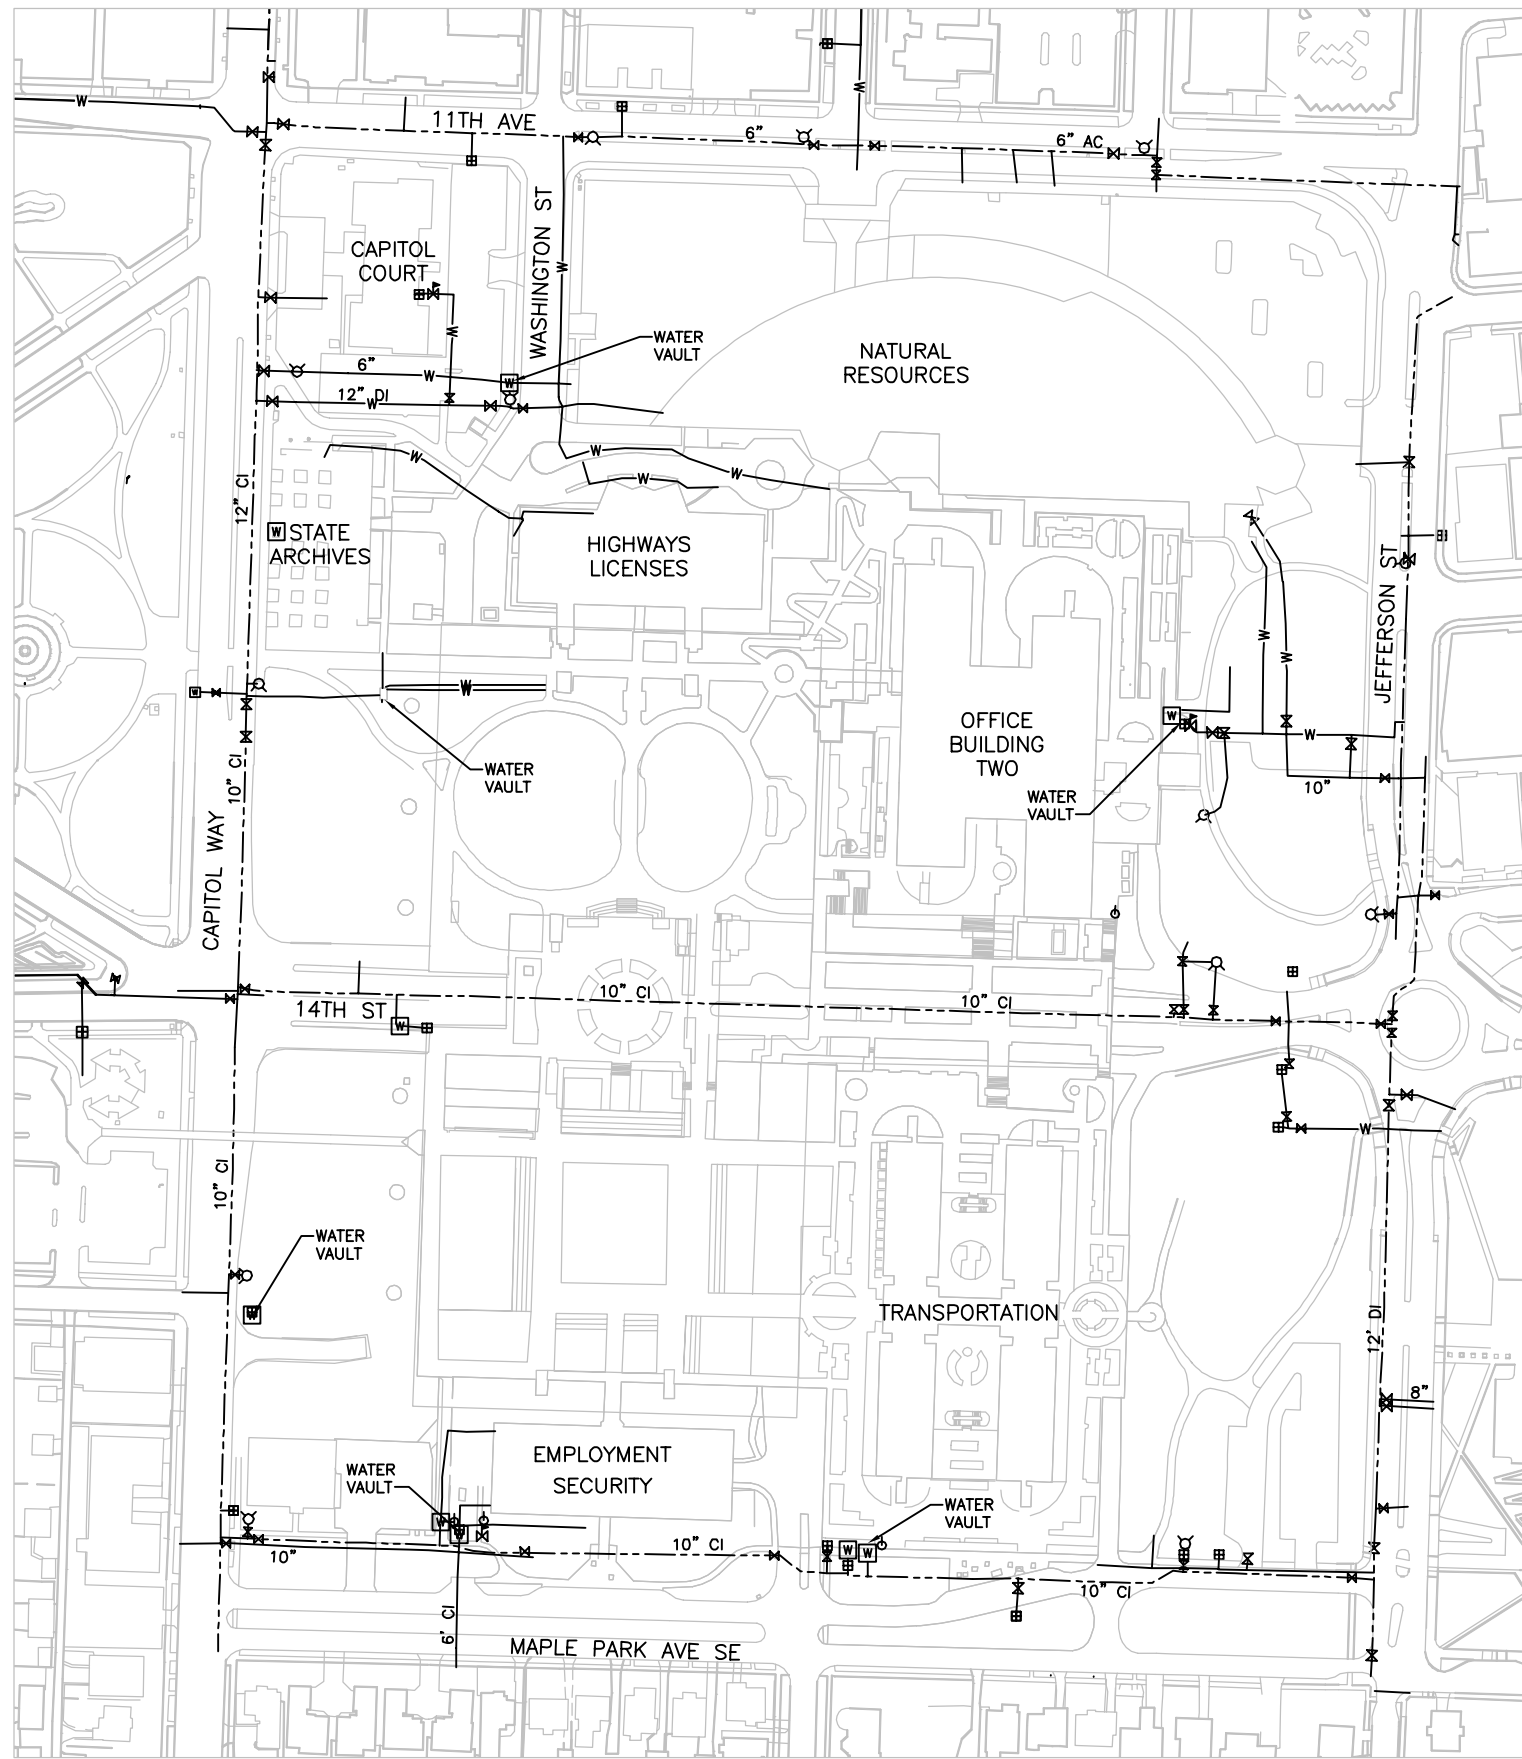 W
11TH AVE
6"
6" AC
W
CAPITOL
COURT
WASHINGTON ST
W
W
WATER
VAULT
NATURAL
RESOURCES
6"
W
W
12" DI
W
W
W
W
W
12" CI
W
STATE
ARCHIVES
HIGHWAYS
LICENSES
JEFFERSON ST
W
W
W
W
WATER
VAULT
OFFICE
BUILDING
TWO
W
W
10"
WATER
VAULT
10" CI
CAPITOL WAY
14TH ST
10" CI
10" CI
W
W
10" CI
WATER
VAULT
W
TRANSPORTATION
12' DI
8"
EMPLOYMENT
SECURITY
WATER
VAULT
W
W
WATER
VAULT
W
W
10"
10" CI
10" CI
6' CI
MAPLE PARK AVE SE